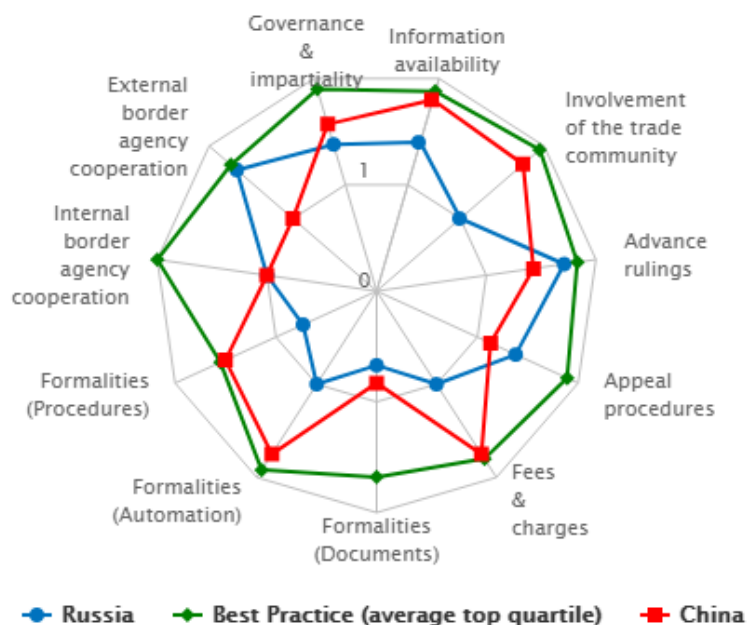 Governance
&
impartiality
Information
availability
Involvement
of the trade
community
Advance
rulings
Appeal
procedures
Fees
&
charges
Formalities
(Documents)
Formalities
(Automation)
Formalities
(Procedures)
Internal
border
agency
cooperation
External
border
agency
cooperation
1
0
Russia
Best Practice (average top quartile)
China